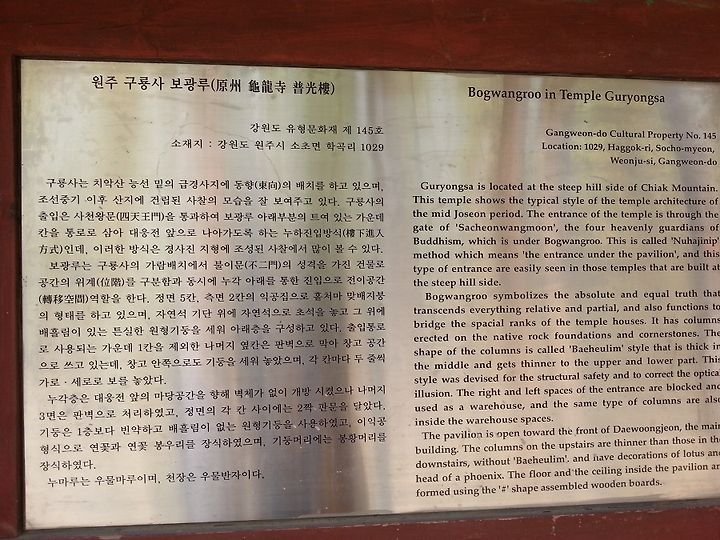 원주 구룡사 보광루(原州 龜龍寺 普光樓)
강원도 유형문화재 제 145호
소재지 : 강원도 원주시 소초면 학곡리 1029
구룡사는 치악산 능선 밑의 급경사지에 동향(東向)의 배치를 하고 있으며,
조선중기 이후 산지에 건립된 사찰의 모습을 잘 보여주고 있다. 구룡사의
출입은 사천왕문(四天王門)을 통과하여 보광루 아래부분의 트여 있는 가운데
칸을 통로로 삼아 대웅전 앞으로 나아가도록 하는 누하진입방식(樓下進入
方式)인데, 이러한 방식은 경사진 지형에 조성된 사찰에서 많이 볼 수 있다.
보광루는 구룡사의 가람배치에서 불이문(不二門)의 성격을 가진 건물로
공간의 위계(位階)를 구분함과 동시에 누각 아래를 통한 진입으로 전이공간
(轉移空間)역할을 한다. 정면 5칸, 측면 2칸의 익공집으로 홑처마 맞배지붕
의 형태를 하고 있으며, 자연석 기단 위에 자연석으로 초석을 놓고 그 위에
배흘림이 있는 튼실한 원형기둥을 세워 아래층을 구성하고 있다. 출입통로
로 사용되는 가운데 1칸을 제외한 나머지 옆칸은 판벽으로 막아 창고 공간
으로 쓰고 있는데, 창고 안쪽으로도 기둥을 세워 놓았으며, 각 칸마다 두 줄씩
가로 · 세로로 보를 놓았다.
누각층은 대웅전 앞의 마당공간을 향해 벽체가 없이 개방 시켰으나 나머지
3면은 판벽으로 처리하였고, 정면의 각 칸 사이에는 2짝 판문을 달았다.
기둥은 1층보다 빈약하고 배흘림이 없는 원형기둥을 사용하였고, 이익공
형식으로 연꽃과 연꽃 봉우리를 장식하였으며, 기둥머리에는 봉황머리를
장식하였다.
누마루는 우물마루이며, 천장은 우물반자이다.
Bogwangroo in Temple Guryongsa
Gangweon-do Cultural Property No. 145
Location: 1029, Haggok-ri, Socho-myeon,
Weonju-si, Gangweon-do
Guryongsa is located at the steep hill side of Chiak Mountain.
This temple shows the typical style of the temple architecture of
the mid Joseon period. The entrance of the temple is through the
gate of 'Sacheonwangmoon', the four heavenly guardians of
Buddhism, which is under Bogwangroo. This is called 'Nuhajinip'
method which means 'the entrance under the pavilion', and this
type of entrance are easily seen in those temples that are built at
the steep hill side.
Bogwangroo symbolizes the absolute and equal truth that
transcends everything relative and partial, and also functions to
bridge the spacial ranks of the temple houses. It has columns
erected on the native rock foundations and cornerstones. The
shape of the columns is called 'Baeheulim' style that is thick in
the middle and gets thinner to the upper and lower part. This
style was devised for the structural safety and to correct the optical
illusion. The right and left spaces of the entrance are blocked and
used as a warehouse, and the same type of columns are also
inside the warehouse spaces.
The pavilion is open toward the front of Daewoongjeon, the main
building. The columns on the upstairs are thinner than those in the
downstairs, without 'Baeheulim', and have decorations of lotus and
head of a phoenix. The floor and the ceiling inside the pavilion are
formed using the '#' shape assembled wooden boards.